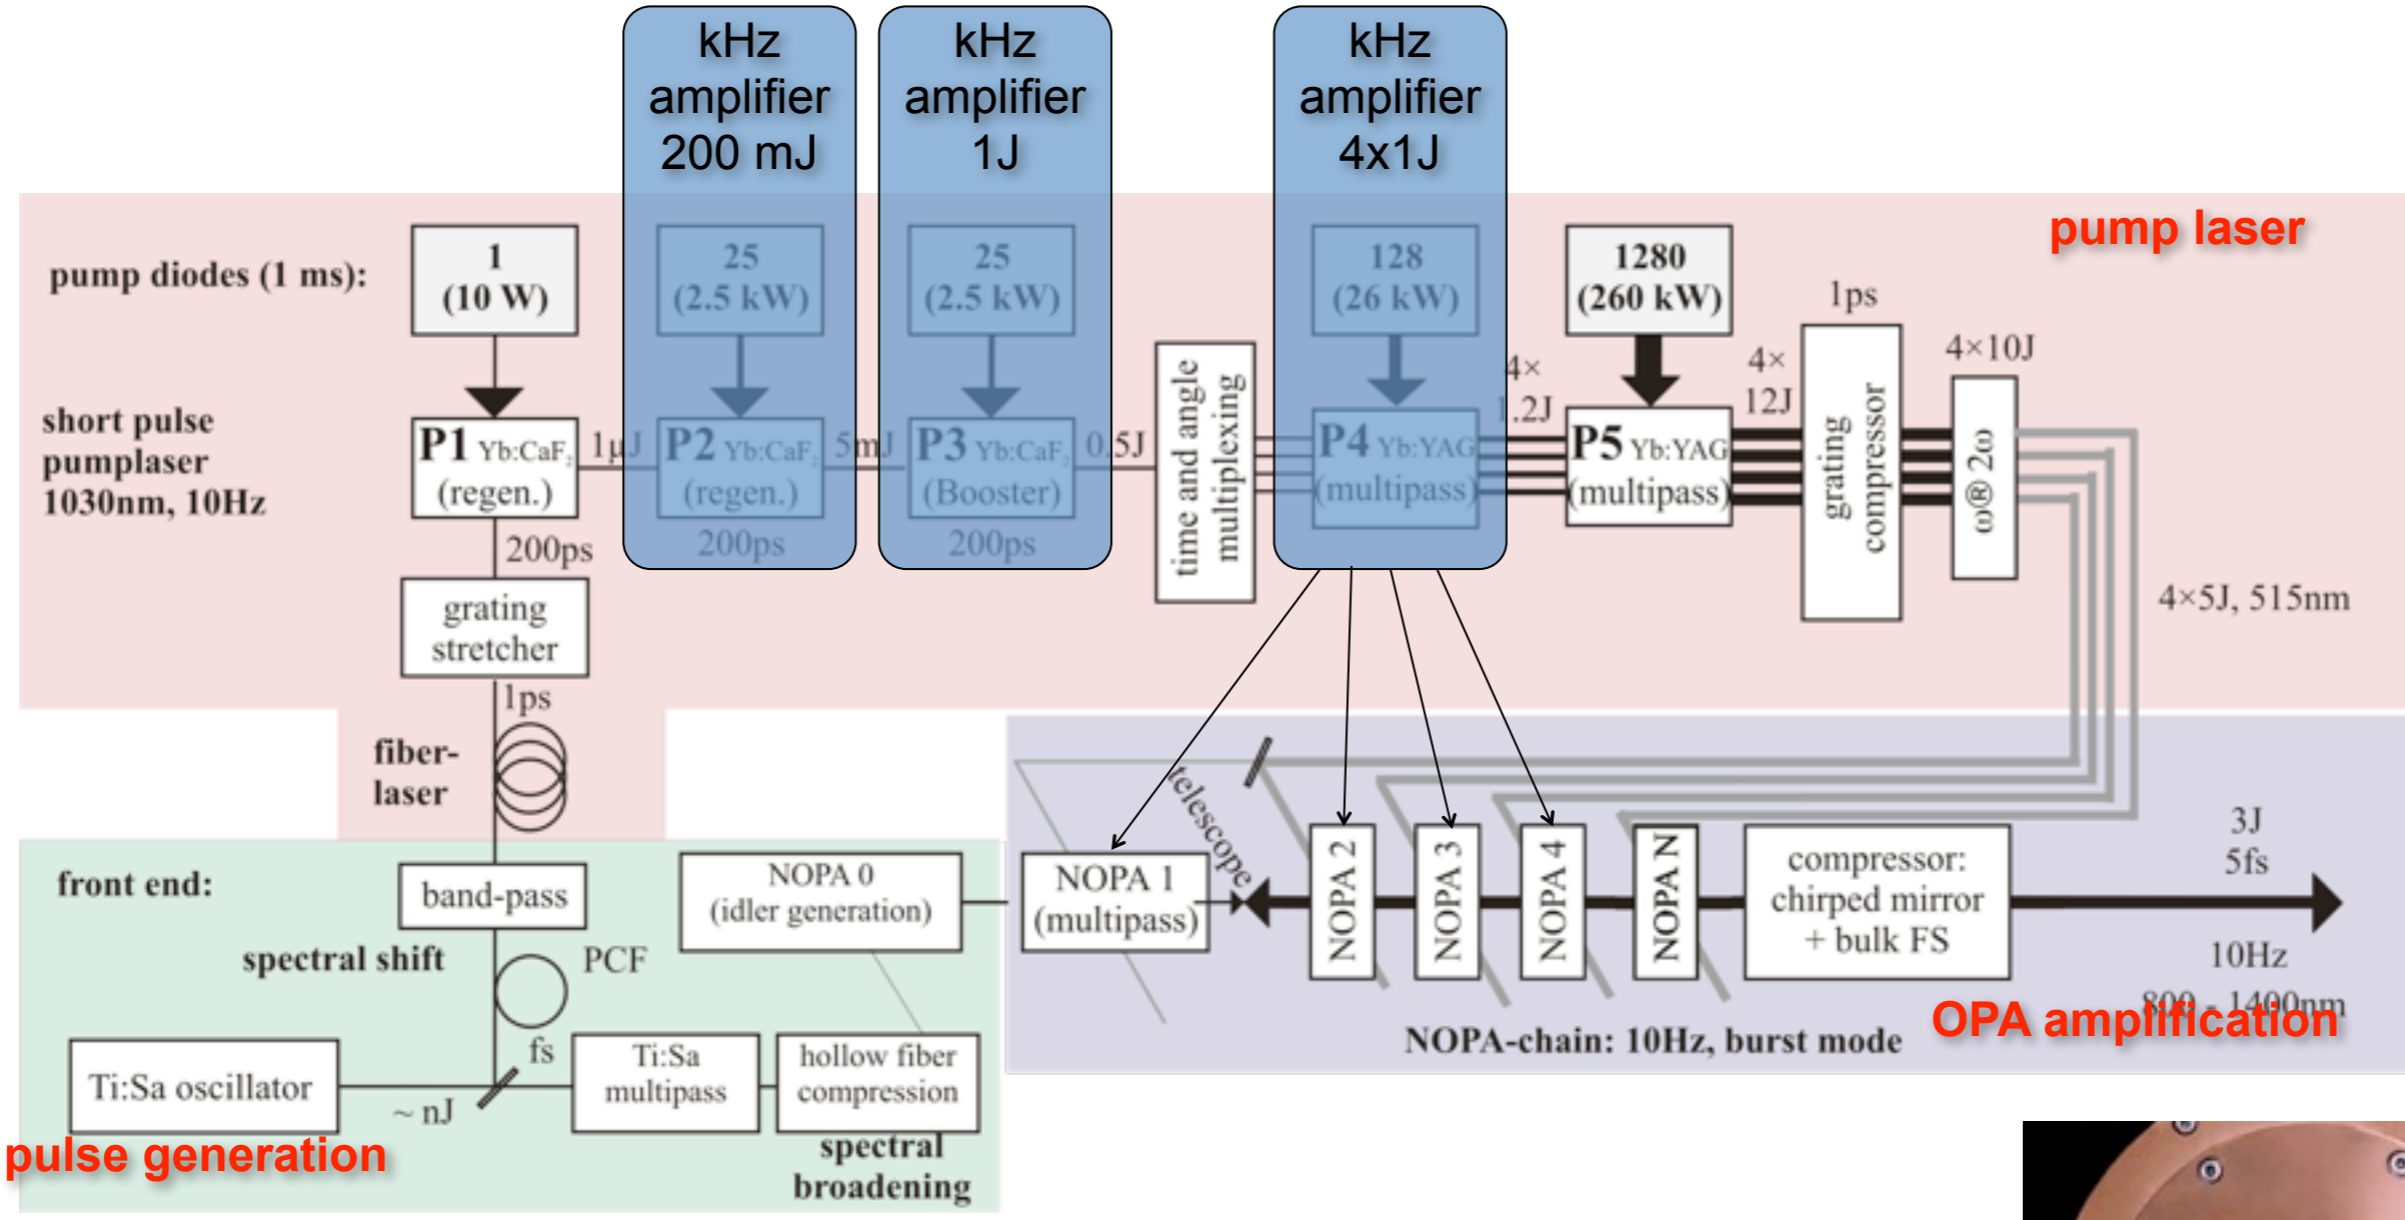 kHz
amplifier
200 mJ
kHz
amplifier
1J
kHz
amplifier
4x1J
pump laser
pump diodes (1 ms):
1
(10 W)
25
(2.5 kW)
25
(2.5 kW)
128
(26 kW)
1280
(260 kW)
short pulse
pumplaser
1030nm, 10Hz
P1 Yb:CaF₂
(regen.)
1µJ
P2 Yb:CaF₂
(regen.)
5mJ
P3 Yb:CaF₂
(Booster)
0.5J
time and angle
multiplexing
P4 Yb:YAG
(multipass)
4×
1.2J
P5 Yb:YAG
(multipass)
4×
12J
1ps
grating
compressor
4×10J
ω® 2ω
200ps
200ps
200ps
4×5J, 515nm
grating
stretcher
1ps
fiber-
laser
front end:
band-pass
spectral shift
PCF
NOPA 0
(idler generation)
NOPA 1
(multipass)
telescope
NOPA 2
NOPA 3
NOPA 4
NOPA N
compressor:
chirped mirror
+ bulk FS
3J
5fs
10Hz
800 - 1400nm
OPA amplification
NOPA-chain: 10Hz, burst mode
Ti:Sa oscillator
~ nJ
fs
Ti:Sa
multipass
hollow fiber
compression
pulse generation
spectral
broadening